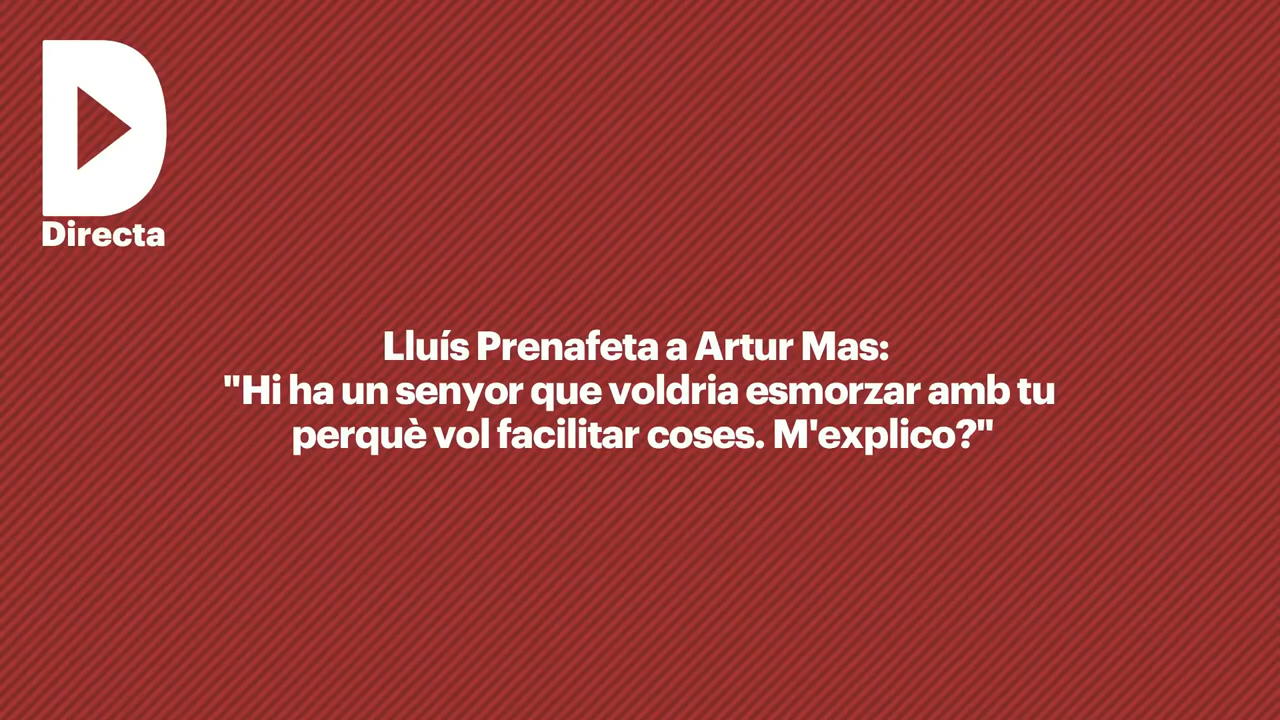 Directa
Lluís Prenafeta a Artur Mas:
"Hi ha un senyor que voldria esmorzar amb tu
perquè vol facilitar coses. M'explico?"